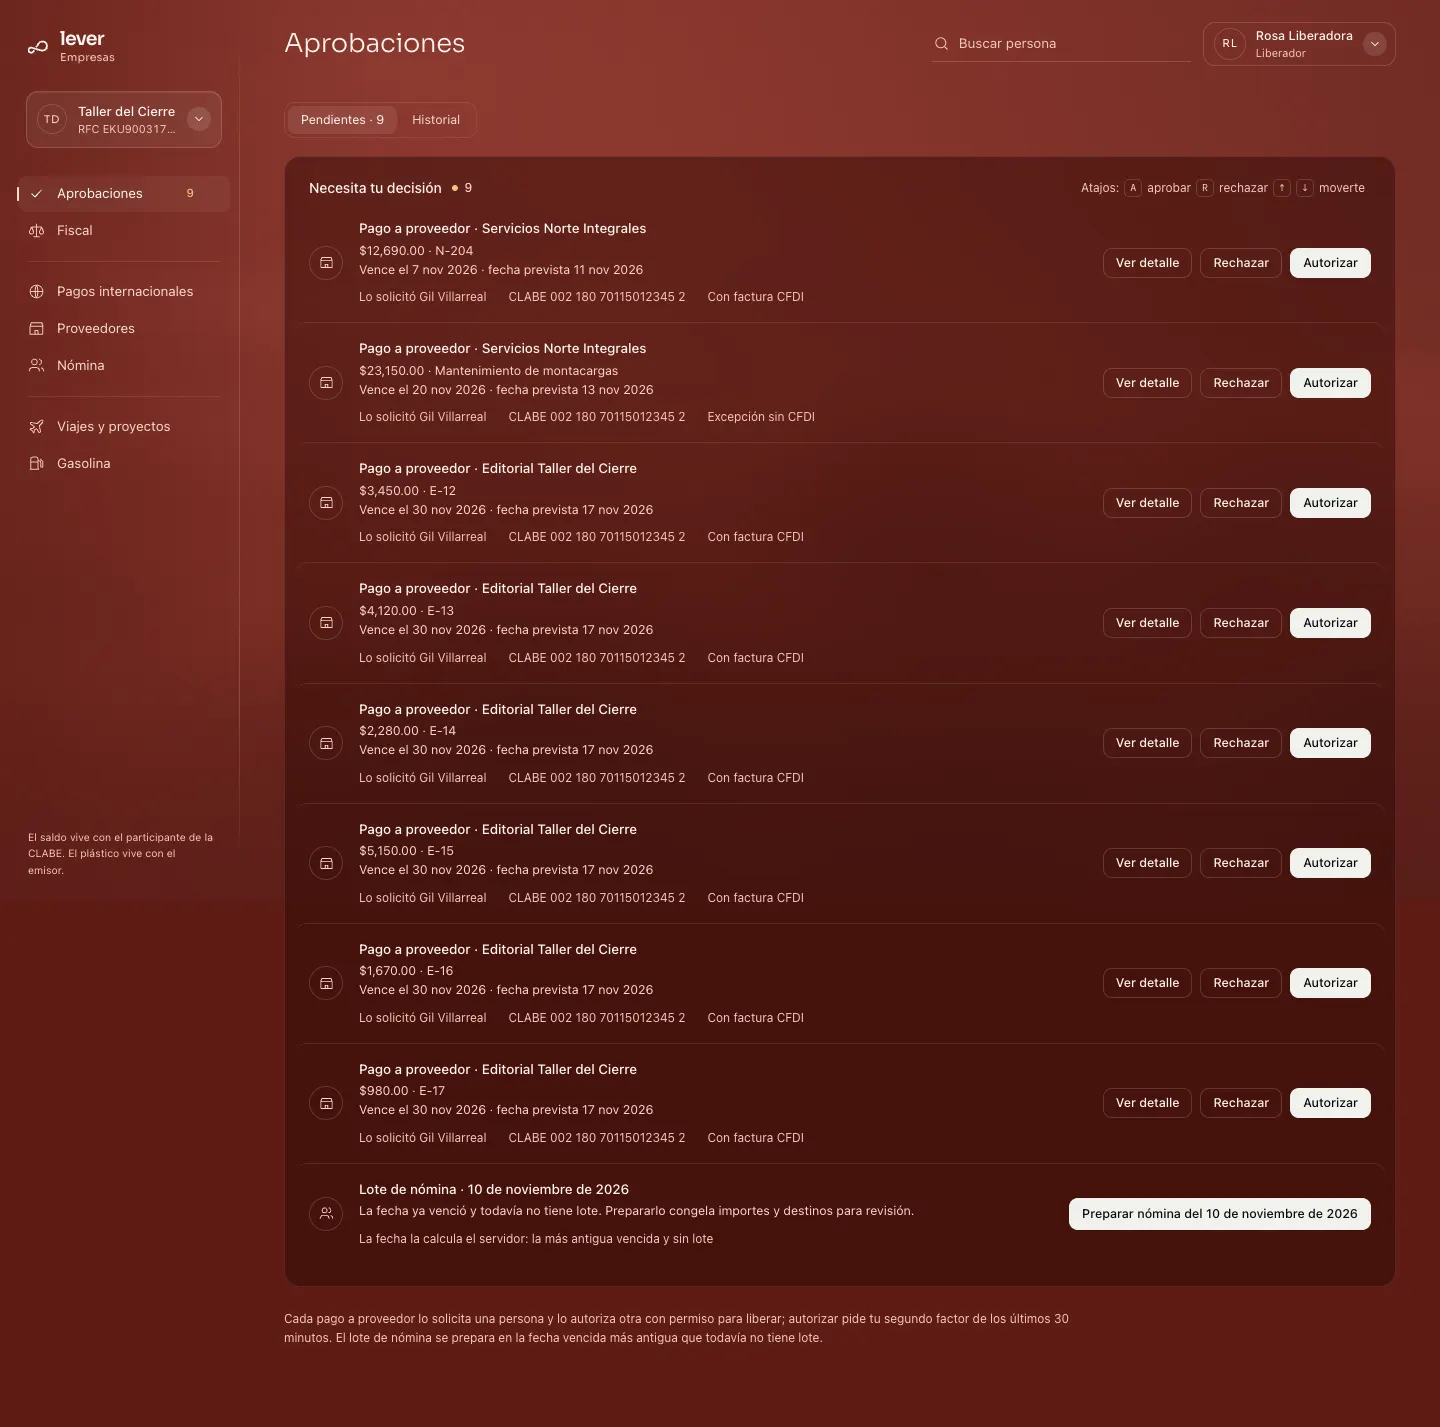 lever
Empresas
TD
Taller del Cierre
RFC EKU900317...
Aprobaciones 9
Fiscal
Pagos internacionales
Proveedores
Nómina
Viajes y proyectos
Gasolina
El saldo vive con el participante de la
CLABE. El plástico vive con el
emisor.
Aprobaciones
Buscar persona
RL
Rosa Liberadora
Liberador
Pendientes · 9 Historial
Necesita tu decisión • 9
Atajos: A aprobar R rechazar ↑ ↓ moverte
Pago a proveedor · Servicios Norte Integrales
$12,690.00 · N-204
Vence el 7 nov 2026 · fecha prevista 11 nov 2026
Lo solicitó Gil Villarreal CLABE 002 180 70115012345 2 Con factura CFDI
Ver detalle Rechazar Autorizar
Pago a proveedor · Servicios Norte Integrales
$23,150.00 · Mantenimiento de montacargas
Vence el 20 nov 2026 · fecha prevista 13 nov 2026
Lo solicitó Gil Villarreal CLABE 002 180 70115012345 2 Excepción sin CFDI
Ver detalle Rechazar Autorizar
Pago a proveedor · Editorial Taller del Cierre
$3,450.00 · E-12
Vence el 30 nov 2026 · fecha prevista 17 nov 2026
Lo solicitó Gil Villarreal CLABE 002 180 70115012345 2 Con factura CFDI
Ver detalle Rechazar Autorizar
Pago a proveedor · Editorial Taller del Cierre
$4,120.00 · E-13
Vence el 30 nov 2026 · fecha prevista 17 nov 2026
Lo solicitó Gil Villarreal CLABE 002 180 70115012345 2 Con factura CFDI
Ver detalle Rechazar Autorizar
Pago a proveedor · Editorial Taller del Cierre
$2,280.00 · E-14
Vence el 30 nov 2026 · fecha prevista 17 nov 2026
Lo solicitó Gil Villarreal CLABE 002 180 70115012345 2 Con factura CFDI
Ver detalle Rechazar Autorizar
Pago a proveedor · Editorial Taller del Cierre
$5,150.00 · E-15
Vence el 30 nov 2026 · fecha prevista 17 nov 2026
Lo solicitó Gil Villarreal CLABE 002 180 70115012345 2 Con factura CFDI
Ver detalle Rechazar Autorizar
Pago a proveedor · Editorial Taller del Cierre
$1,670.00 · E-16
Vence el 30 nov 2026 · fecha prevista 17 nov 2026
Lo solicitó Gil Villarreal CLABE 002 180 70115012345 2 Con factura CFDI
Ver detalle Rechazar Autorizar
Pago a proveedor · Editorial Taller del Cierre
$980.00 · E-17
Vence el 30 nov 2026 · fecha prevista 17 nov 2026
Lo solicitó Gil Villarreal CLABE 002 180 70115012345 2 Con factura CFDI
Ver detalle Rechazar Autorizar
Lote de nómina · 10 de noviembre de 2026
La fecha ya venció y todavía no tiene lote. Prepararlo congela importes y destinos para revisión.
La fecha la calcula el servidor: la más antigua vencida y sin lote
Preparar nómina del 10 de noviembre de 2026
Cada pago a proveedor lo solicita una persona y lo autoriza otra con permiso para liberar; autorizar pide tu segundo factor de los últimos 30
minutos. El lote de nómina se prepara en la fecha vencida más antigua que todavía no tiene lote.